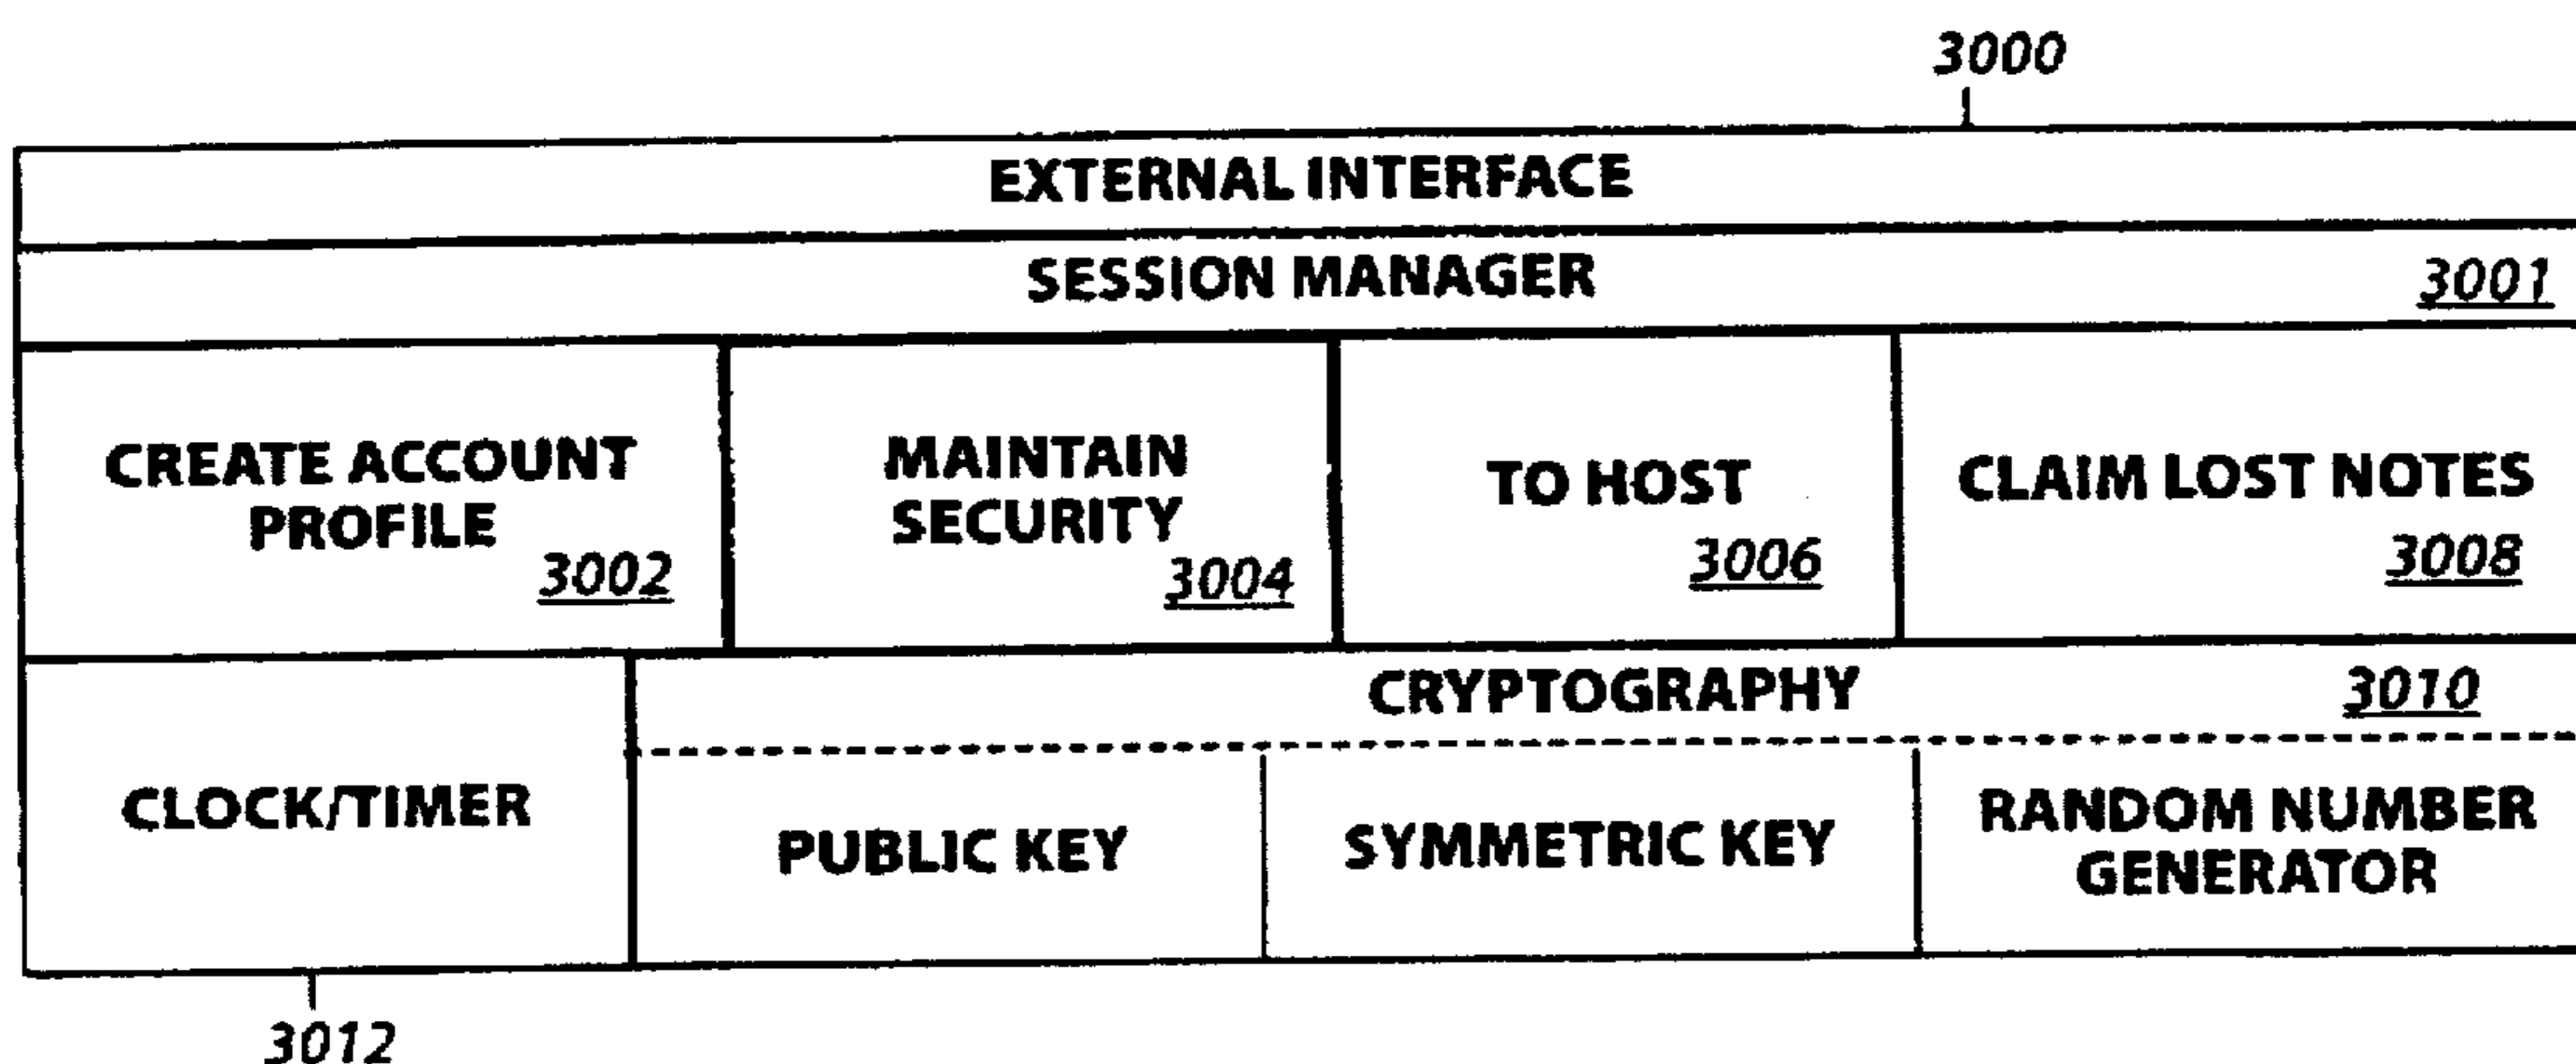 3000
EXTERNAL INTERFACE
SESSION MANAGER
3001
CREATE ACCOUNT
PROFILE
3002
MAINTAIN
SECURITY
3004
TO HOST
3006
CLAIM LOST NOTES
3008
CRYPTOGRAPHY
3010
CLOCK/TIMER
PUBLIC KEY
SYMMETRIC KEY
RANDOM NUMBER
GENERATOR
3012